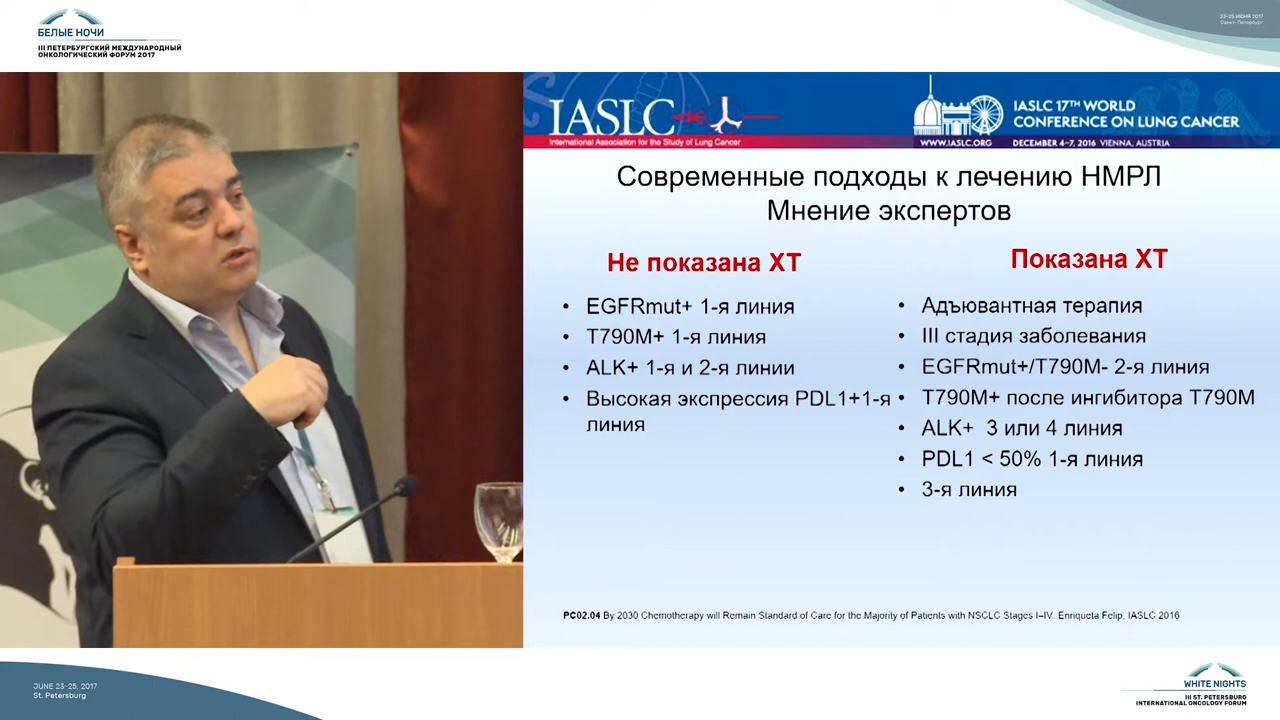 БЕЛЫЕ НОЧИ
III ПЕТЕРБУРГСКИЙ МЕЖДУНАРОДНЫЙ
ОНКОЛОГИЧЕСКИЙ ФОРУМ 2017
23-25 ИЮНЯ 2017
Санкт-Петербург
IASLC
International Association for the Study of Lung Cancer
IASLC 17TH WORLD
CONFERENCE ON LUNG CANCER
WWW.IASLC.ORG DECEMBER 4–7, 2016 VIENNA, AUSTRIA
Современные подходы к лечению НМРЛ
Мнение экспертов
Не показана ХТ
• EGFRmut+ 1-я линия
• T790M+ 1-я линия
• ALK+ 1-я и 2-я линии
• Высокая экспрессия PDL1+1-я
линия
Показана ХТ
• Адъювантная терапия
• III стадия заболевания
• EGFRmut+/T790M- 2-я линия
• T790M+ после ингибитора T790M
• ALK+ 3 или 4 линия
• PDL1 < 50% 1-я линия
• 3-я линия
PC02.04 By 2030 Chemotherapy will Remain Standard of Care for the Majority of Patients with NSCLC Stages I–IV. Enriqueta Felip, IASLC 2016
JUNE 23-25, 2017
St. Petersburg
WHITE NIGHTS
III ST. PETERSBURG
INTERNATIONAL ONCOLOGY FORUM